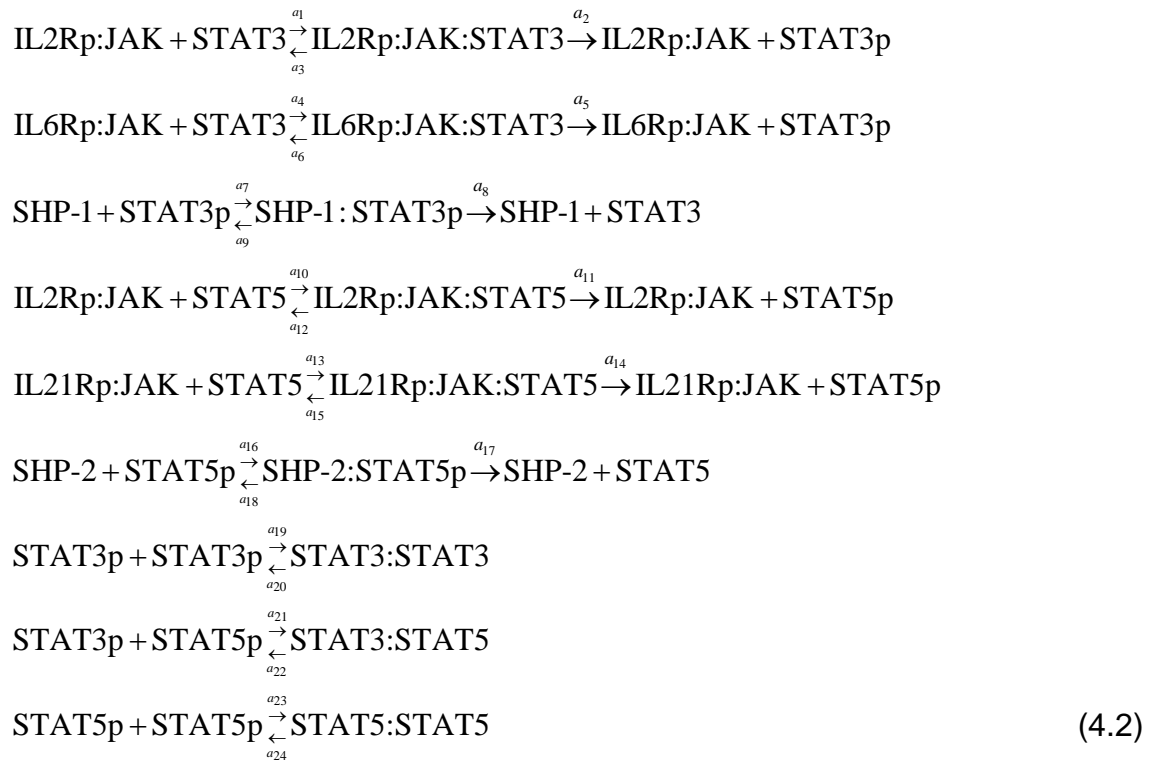 IL2Rp:JAK + STAT3 a1 → ← a3 IL2Rp:JAK:STAT3 a2 → IL2Rp:JAK + STAT3p
IL6Rp:JAK + STAT3 a4 → ← a6 IL6Rp:JAK:STAT3 a5 → IL6Rp:JAK + STAT3p
SHP-1 + STAT3p a7 → ← a9 SHP-1: STAT3p a8 → SHP-1 + STAT3
IL2Rp:JAK + STAT5 a10 → ← a12 IL2Rp:JAK:STAT5 a11 → IL2Rp:JAK + STAT5p
IL21Rp:JAK + STAT5 a13 → ← a15 IL21Rp:JAK:STAT5 a14 → IL21Rp:JAK + STAT5p
SHP-2 + STAT5p a16 → ← a18 SHP-2:STAT5p a17 → SHP-2 + STAT5
STAT3p + STAT3p a19 → ← a20 STAT3:STAT3
STAT3p + STAT5p a21 → ← a22 STAT3:STAT5
STAT5p + STAT5p a23 → ← a24 STAT5:STAT5 (4.2)